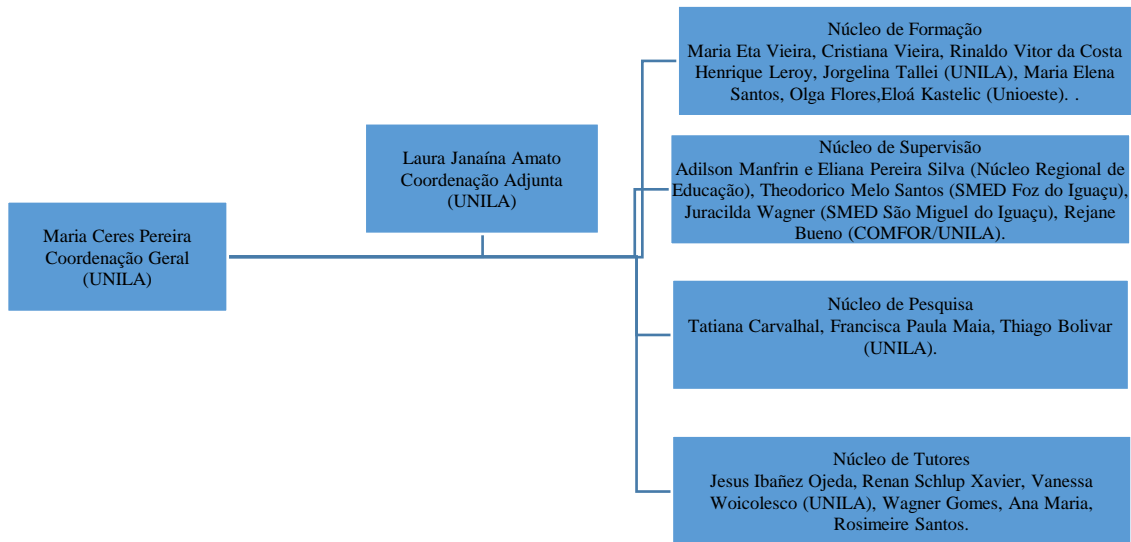 Núcleo de Formação
Maria Eta Vieira, Cristiana Vieira, Rinaldo Vitor da Costa
Henrique Leroy, Jorgelina Tallei (UNILA), Maria Elena
Santos, Olga Flores,Eloá Kastelic (Unioeste). .
Laura Janaína Amato
Coordenação Adjunta
(UNILA)
Núcleo de Supervisão
Adilson Manfrin e Eliana Pereira Silva (Núcleo Regional de
Educação), Theodorico Melo Santos (SMED Foz do Iguaçu),
Juracilda Wagner (SMED São Miguel do Iguaçu), Rejane
Bueno (COMFOR/UNILA).
Maria Ceres Pereira
Coordenação Geral
(UNILA)
Núcleo de Pesquisa
Tatiana Carvalhal, Francisca Paula Maia, Thiago Bolivar
(UNILA).
Núcleo de Tutores
Jesus Ibañez Ojeda, Renan Schlup Xavier, Vanessa
Woicolesco (UNILA), Wagner Gomes, Ana Maria,
Rosimeire Santos.